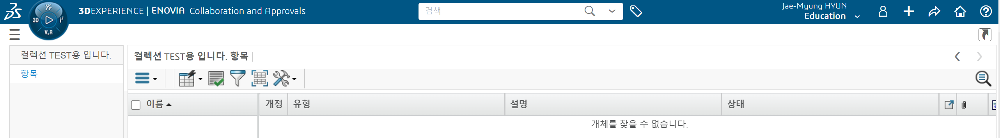 3DEXPERIENCE | ENOVIA Collaboration and Approvals
검색
Jae-Myung HYUN
Education
3D
V.R
컬렉션 TEST용 입니다.
항목
컬렉션 TEST용 입니다. 항목
이름 개정 유형 설명 상태
개체를 찾을 수 없습니다.